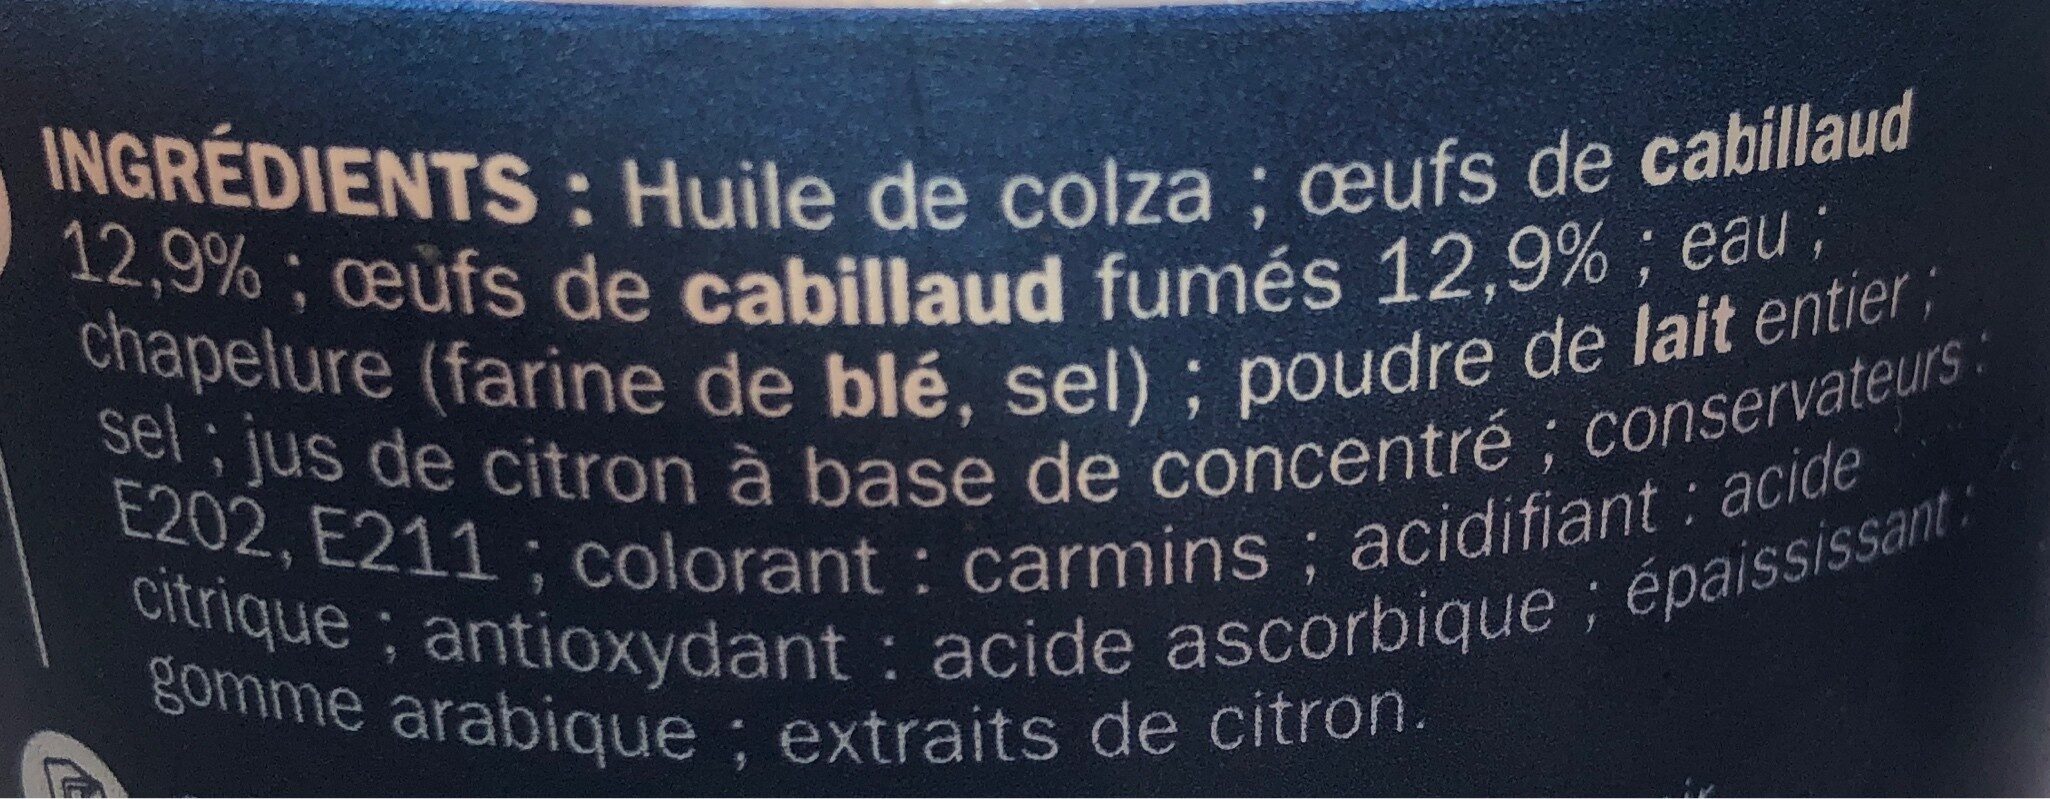 INGRÉDIENTS : Huile de colza ; œufs de cabillaud
12,9% ; œufs de cabillaud fumés 12,9% ; eau ;
chapelure (farine de blé, sel) ; poudre de lait entier ;
sel ; jus de citron à base de concentré ; conservateurs :
E202, E211 ; colorant : carmins ; acidifiant : acide
citrique ; antioxydant : acide ascorbique ; épaississant :
gomme arabique ; extraits de citron.